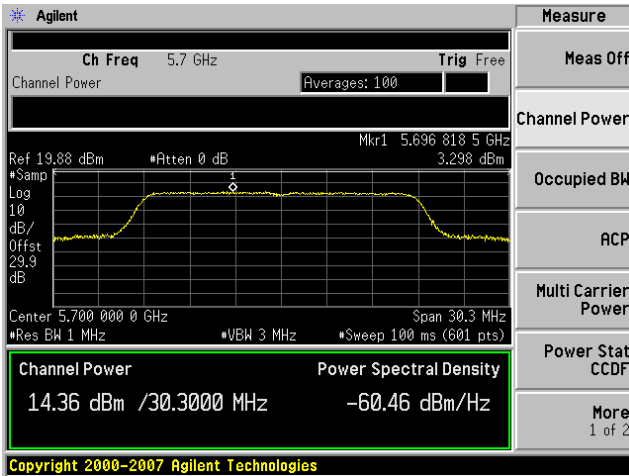 Agilent
Measure
Ch Freq 5.7 GHz Trig Free
Channel Power Averages: 100
Mkr1 5.696 818 5 GHz
Ref 19.88 dBm #Atten 0 dB 3.298 dBm
#Samp
Log
10
dB/
Offst
29.9
dB
1
Center 5.700 000 0 GHz Span 30.3 MHz
#Res BW 1 MHz #VBW 3 MHz #Sweep 100 ms (601 pts)
Channel Power Power Spectral Density
14.36 dBm /30.3000 MHz -60.46 dBm/Hz
Copyright 2000-2007 Agilent Technologies
Meas Off
Channel Power
Occupied BW
ACP
Multi Carrier
Power
Power Stat
CCDF
More
1 of 2